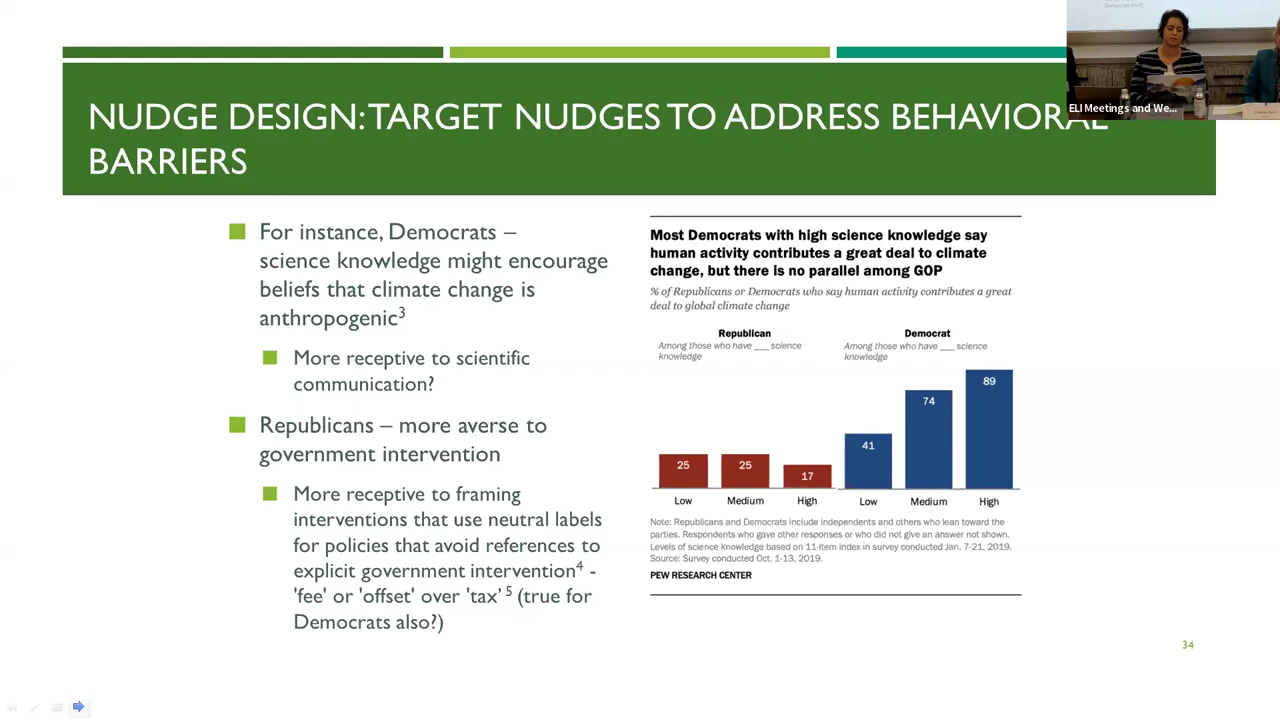 NUDGE DESIGN: TARGET NUDGES TO ADDRESS BEHAVIORAL
BARRIERS
ELI Meetings and We...
For instance, Democrats –
science knowledge might encourage
beliefs that climate change is
anthropogenic3
More receptive to scientific
communication?
Republicans – more averse to
government intervention
More receptive to framing
interventions that use neutral labels
for policies that avoid references to
explicit government intervention4 -
'fee' or 'offset' over 'tax' 5 (true for
Democrats also?)
Most Democrats with high science knowledge say
human activity contributes a great deal to climate
change, but there is no parallel among GOP
% of Republicans or Democrats who say human activity contributes a great
deal to global climate change
Republican
Among those who have ___ science
knowledge
25
25
17
Low
Medium
High
Democrat
Among those who have ___ science
knowledge
41
74
89
Low
Medium
High
Note: Republicans and Democrats include independents and others who lean toward the
parties. Respondents who gave other responses or who did not give an answer not shown.
Levels of science knowledge based on 11-item index in survey conducted Jan. 7-21, 2019.
Source: Survey conducted Oct. 1-13, 2019.
PEW RESEARCH CENTER
34